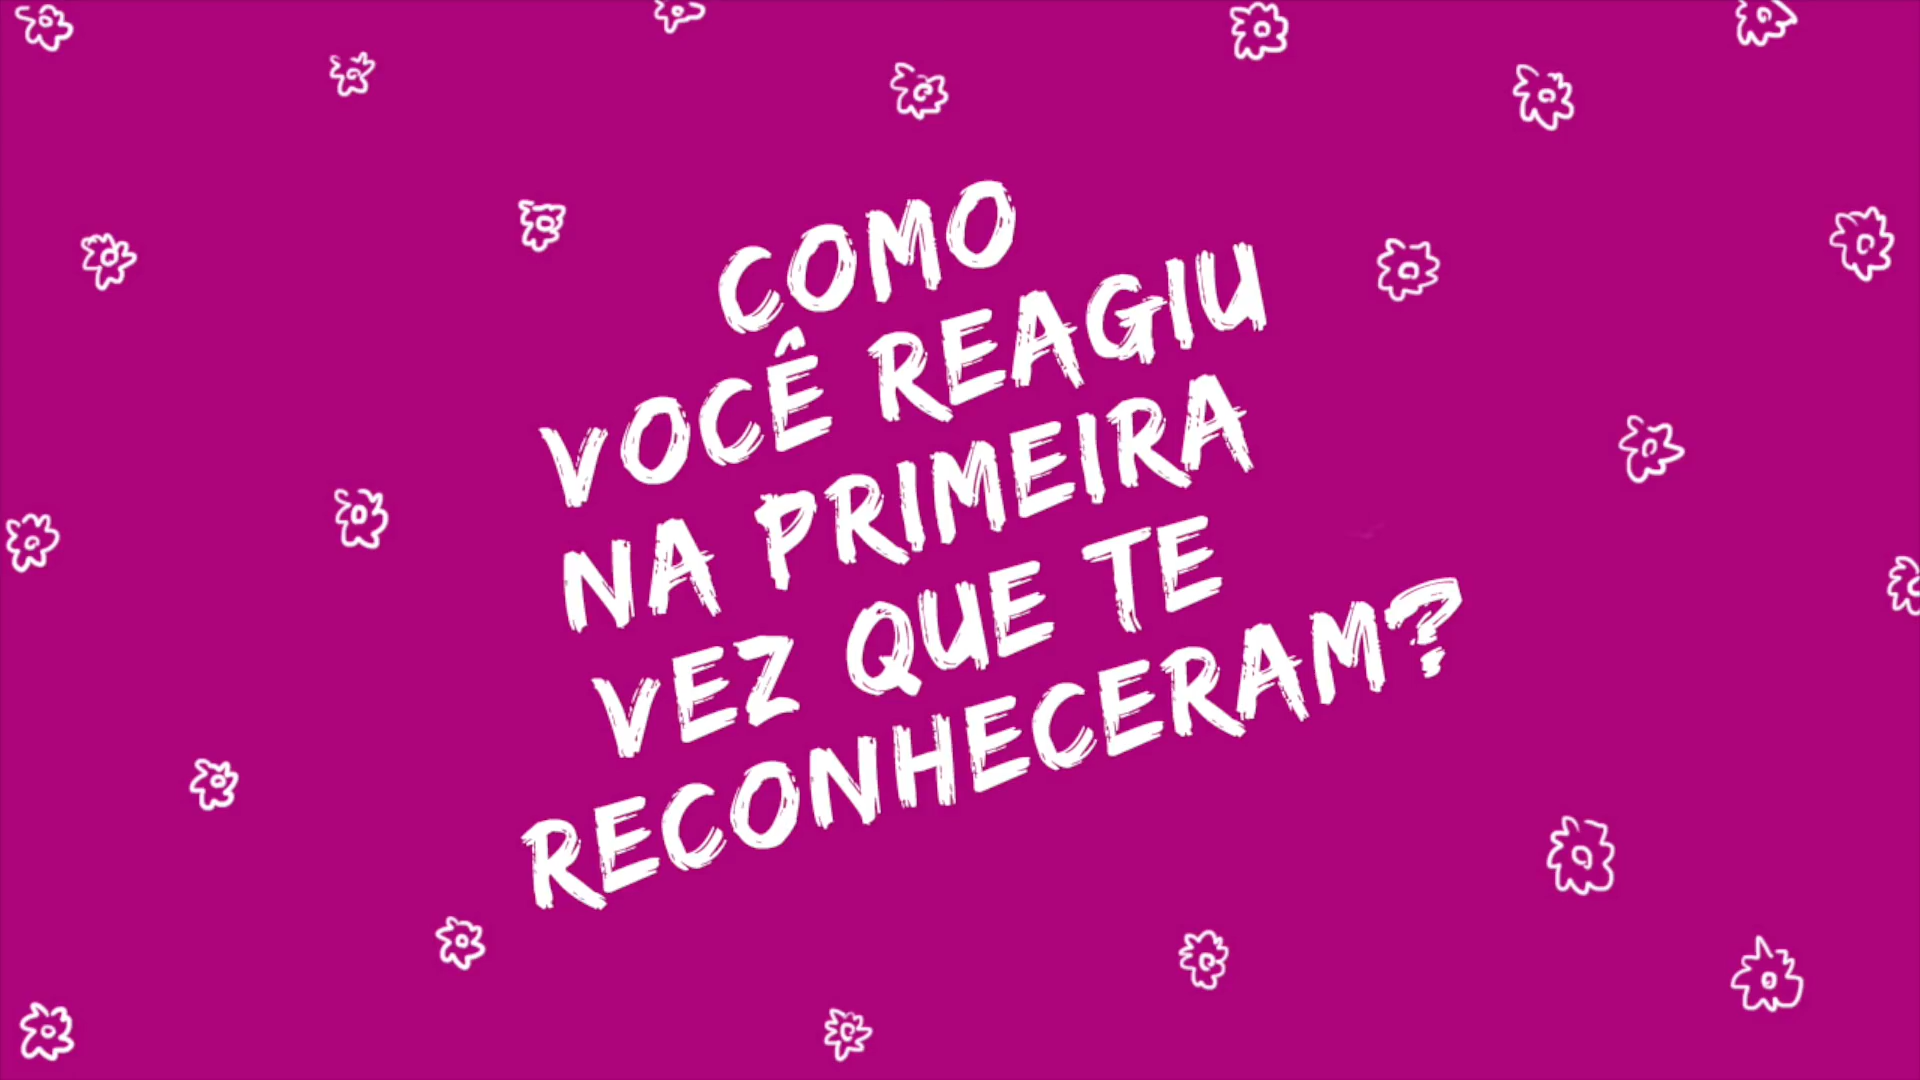 COMO
VOCÊ REAGIU
NA PRIMEIRA
VEZ QUE TE
RECONHECERAM?